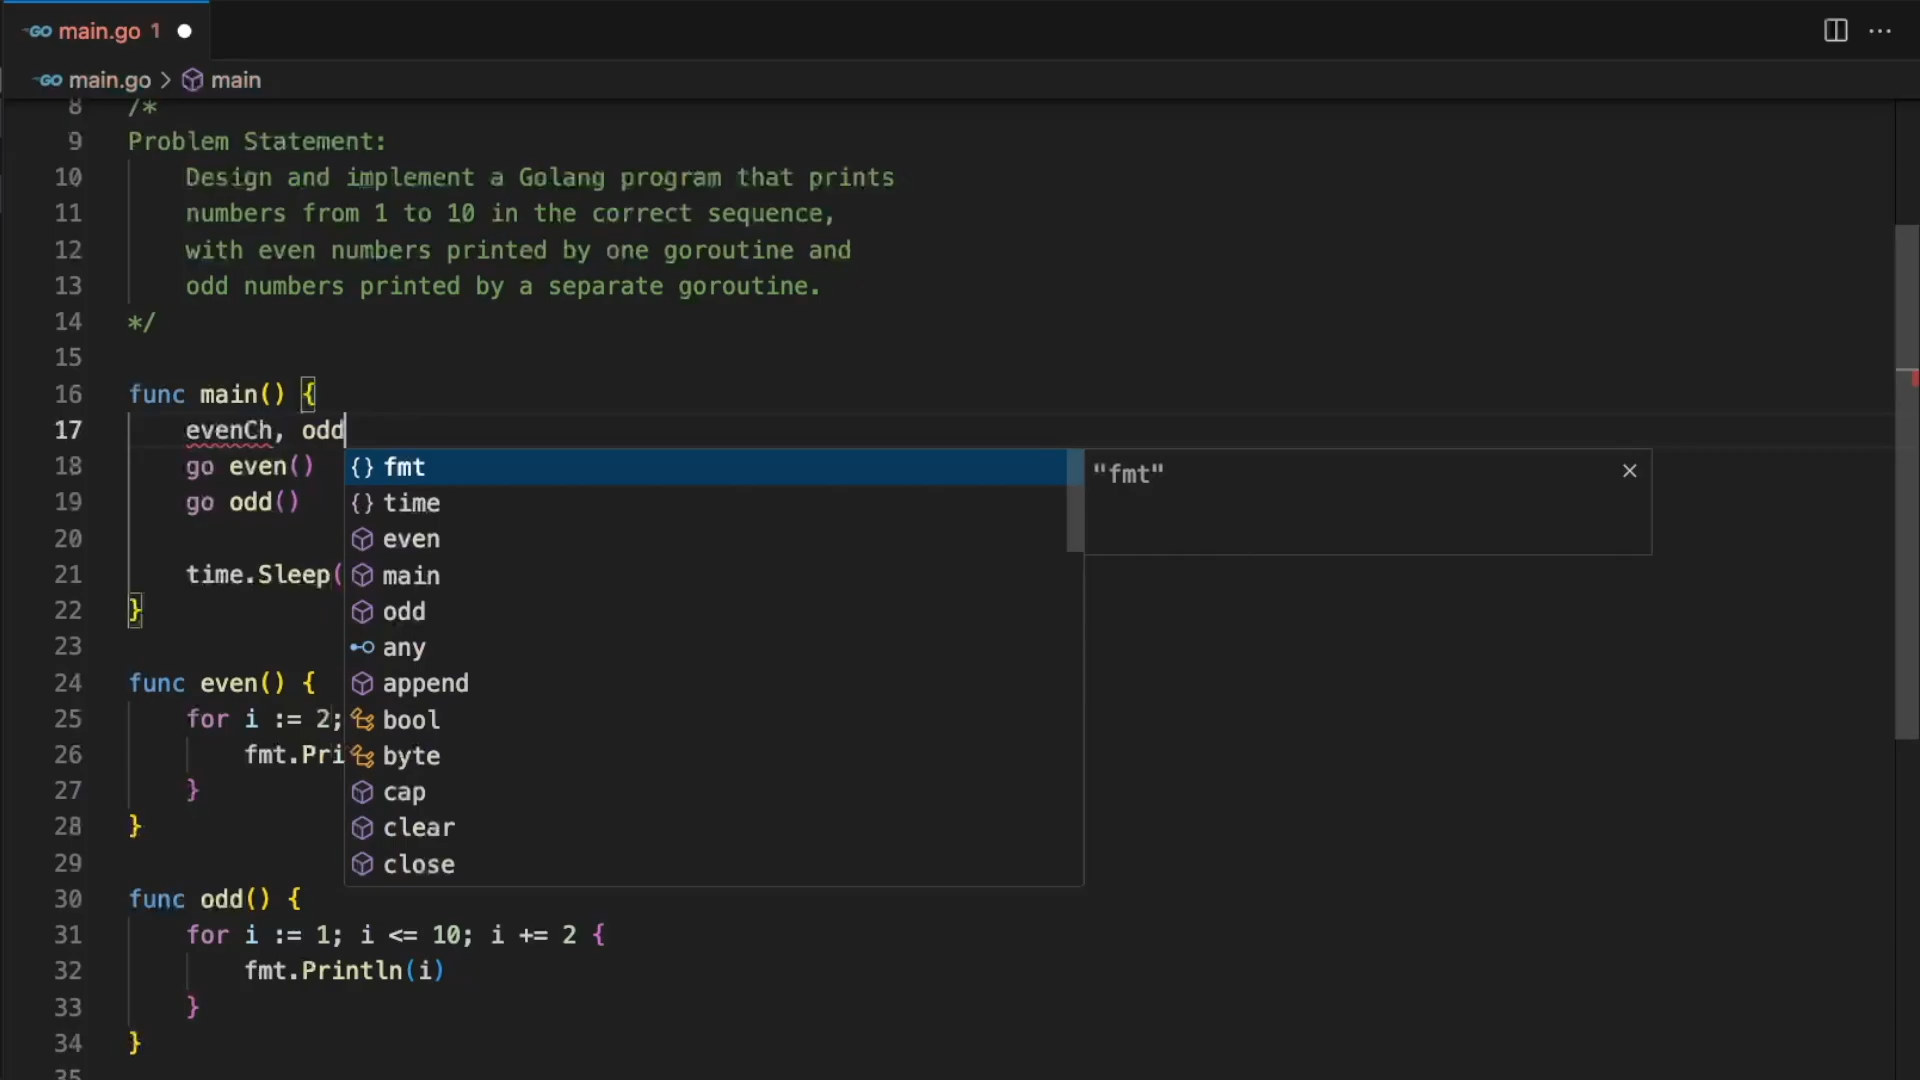 GO main.go 1
GO main.go > main
8 /*
9 Problem Statement:
10 Design and implement a Golang program that prints
11 numbers from 1 to 10 in the correct sequence,
12 with even numbers printed by one goroutine and
13 odd numbers printed by a separate goroutine.
14 */
15
16 func main() {
17 evenCh, odd
18 go even()
19 go odd()
20
21 time.Sleep(
22 }
23
24 func even() {
25 for i := 2;
26 fmt.Pri
27 }
28 }
29
30 func odd() {
31 for i := 1; i <= 10; i += 2 {
32 fmt.Println(i)
33 }
34 }
35
{} fmt
{} time
even
main
odd
any
append
bool
byte
cap
clear
close
"fmt"